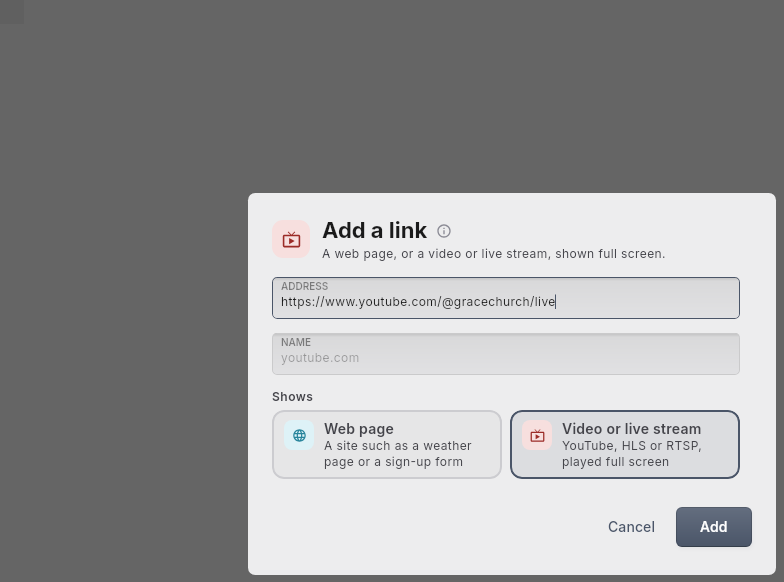 Add a link
A web page, or a video or live stream, shown full screen.
ADDRESS
https://www.youtube.com/@gracechurch/live
NAME
youtube.com
Shows
Web page
A site such as a weather
page or a sign-up form
Video or live stream
YouTube, HLS or RTSP,
played full screen
Cancel
Add